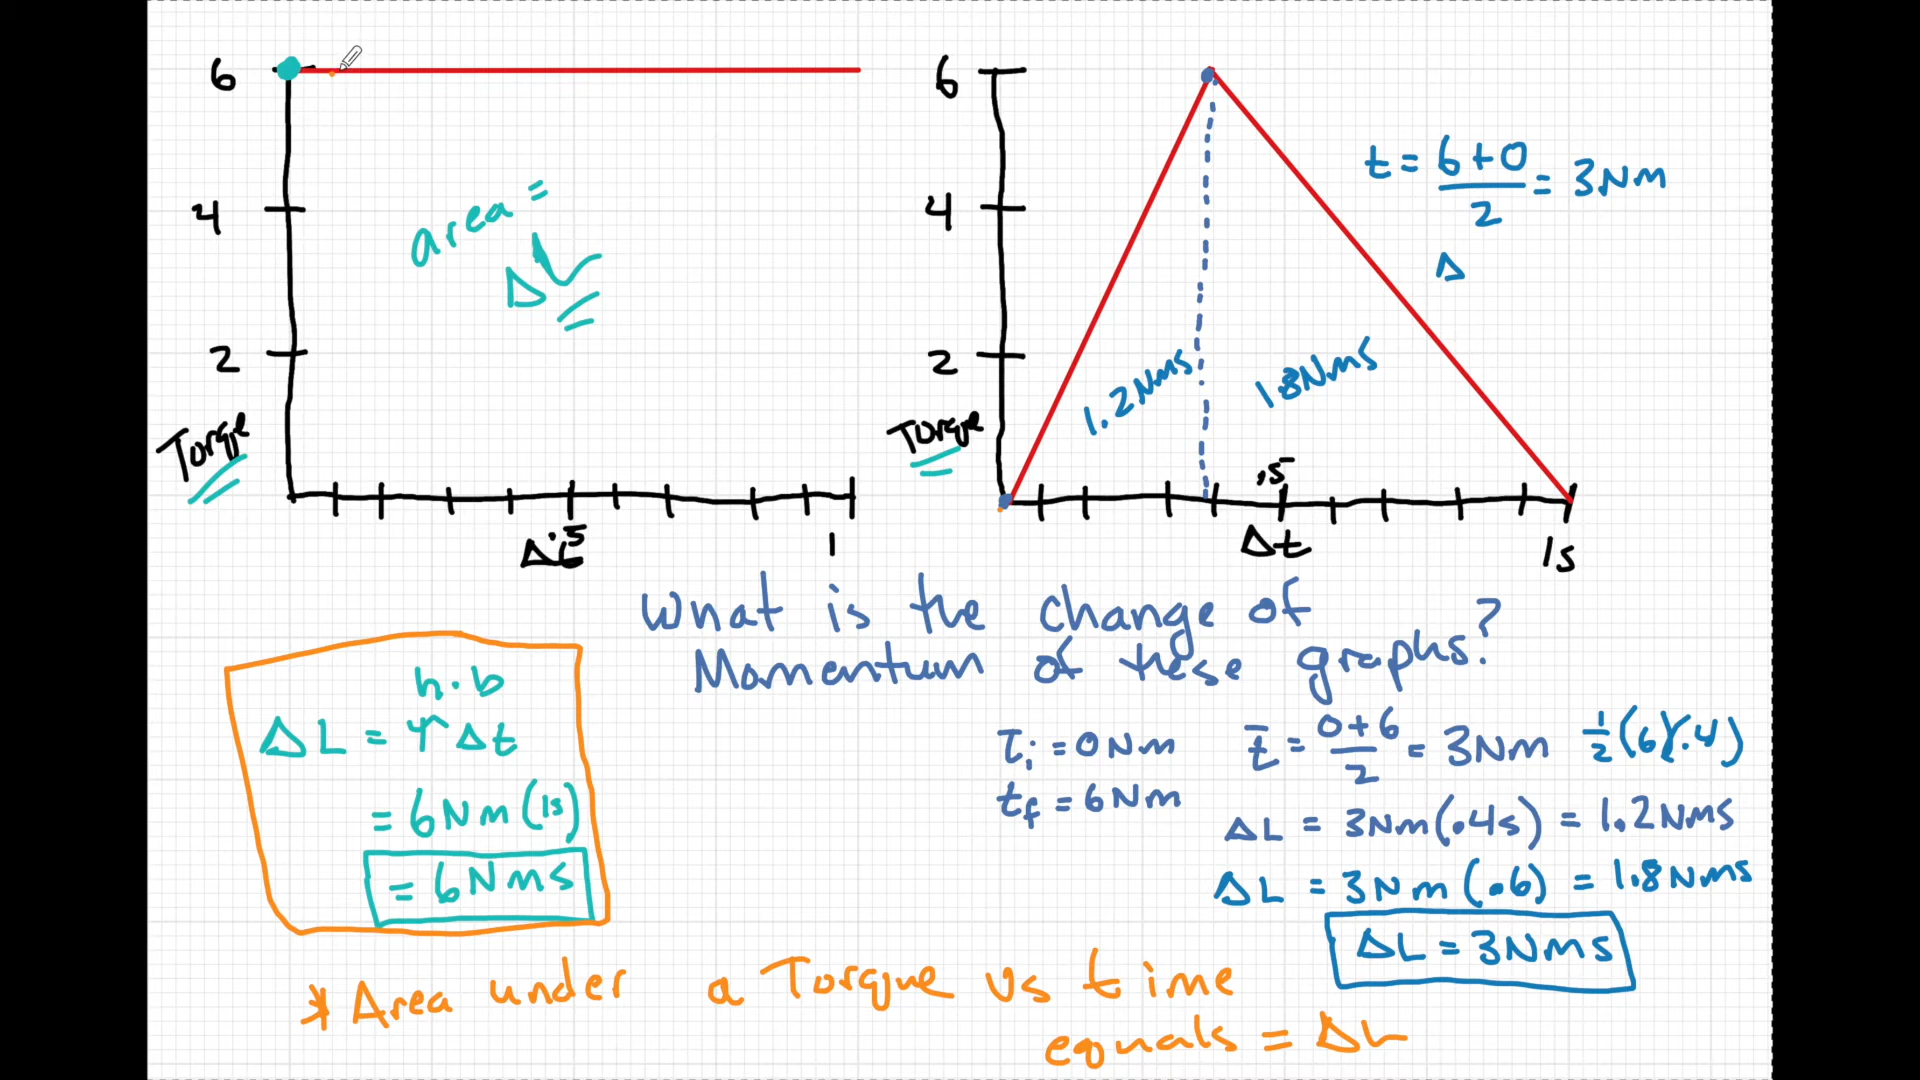 6
4
2
Torque
area =
Δ
.5
Δt
1
6
4
2
Torque
t = 6+0/2 = 3Nm
Δ
1.2Nms
1.8Nms
.5
Δt
1s
What is the change of
Momentum of these graphs?
h·b
ΔL = τ Δt
= 6Nm (1s)
= 6Nms
τi = 0Nm
tf = 6Nm
t̄ = 0+6/2 = 3Nm
1/2(6)(.4)
ΔL = 3Nm(.4s) = 1.2Nms
ΔL = 3Nm (.6) = 1.8Nms
ΔL = 3Nms
* Area under a Torque vs time
equals = ΔL